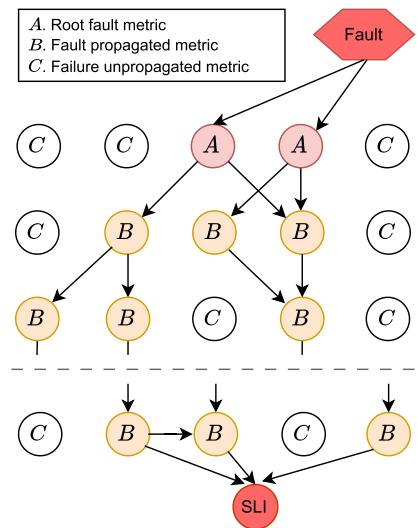 A. Root fault metric
B. Fault propagated metric
C. Failure unpropagated metric
Fault
C C A A C
C B B B C
B B C B C
C B B C B
SLI